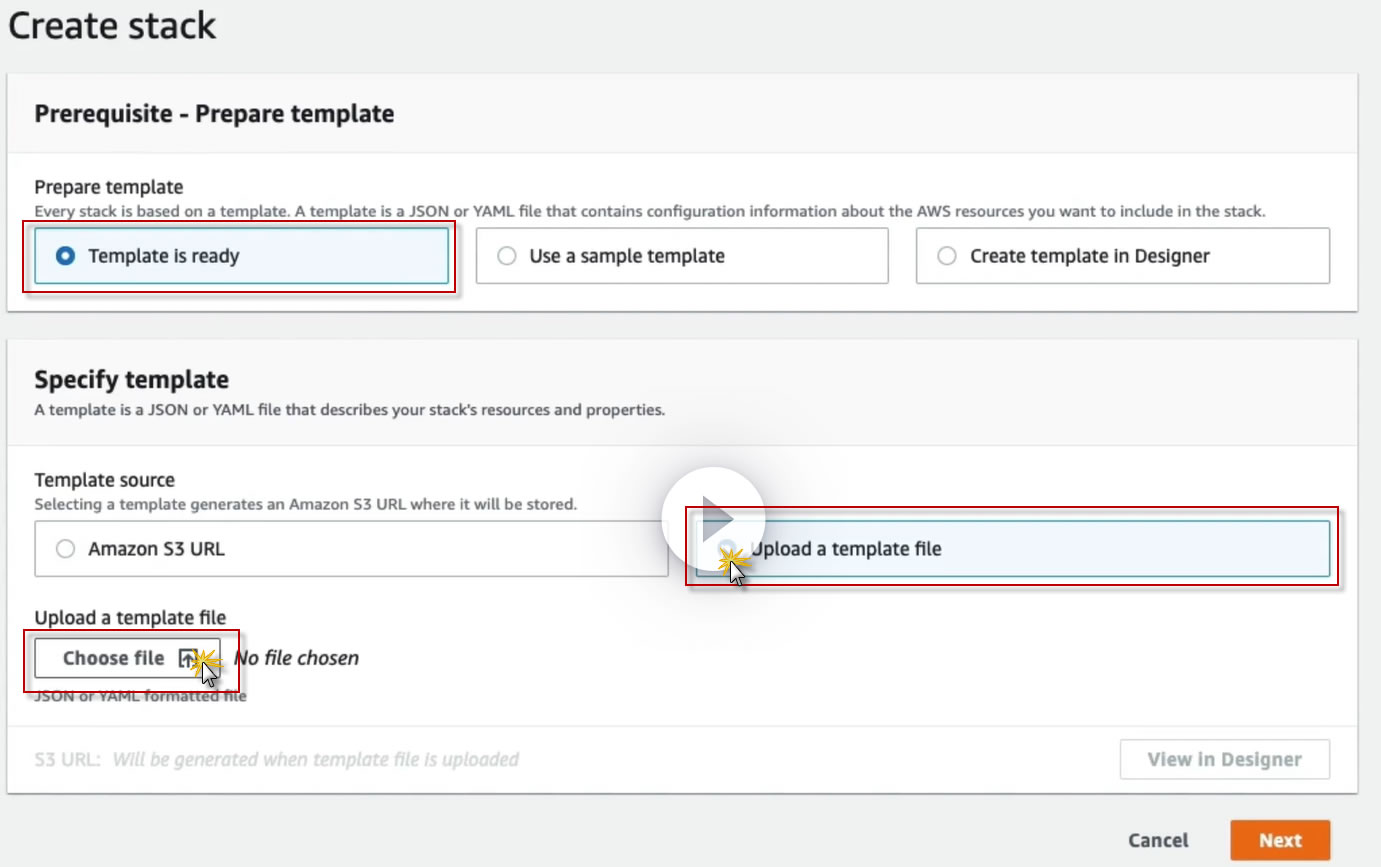 Create stack
Prerequisite - Prepare template
Prepare template
Every stack is based on a template. A template is a JSON or YAML file that contains configuration information about the AWS resources you want to include in the stack.
Template is ready
Use a sample template
Create template in Designer
Specify template
A template is a JSON or YAML file that describes your stack's resources and properties.
Template source
Selecting a template generates an Amazon S3 URL where it will be stored.
Amazon S3 URL
Upload a template file
Upload a template file
Choose file
No file chosen
JSON or YAML formatted file
S3 URL: Will be generated when template file is uploaded
View in Designer
Cancel
Next